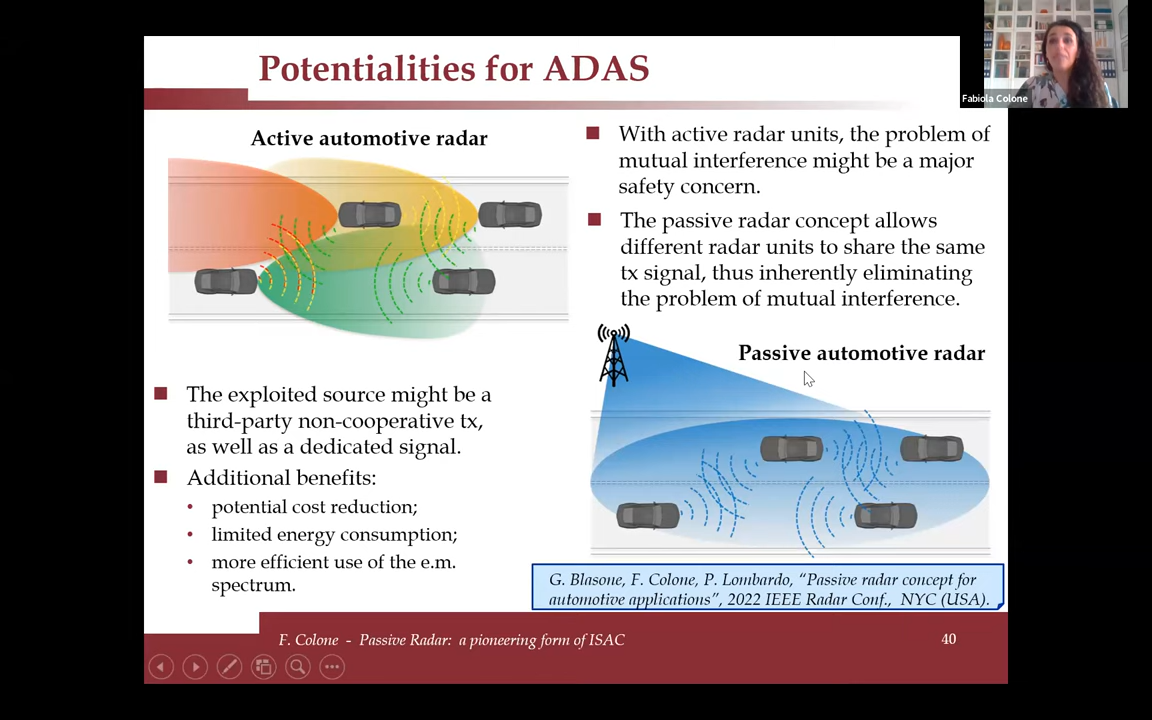 Potentialities for ADAS
Fabiola Colone
Active automotive radar
With active radar units, the problem of
mutual interference might be a major
safety concern.
The passive radar concept allows
different radar units to share the same
tx signal, thus inherently eliminating
the problem of mutual interference.
Passive automotive radar
The exploited source might be a
third-party non-cooperative tx,
as well as a dedicated signal.
Additional benefits:
potential cost reduction;
limited energy consumption;
more efficient use of the e.m.
spectrum.
G. Blasone, F. Colone, P. Lombardo, “Passive radar concept for
automotive applications”, 2022 IEEE Radar Conf., NYC (USA).
F. Colone - Passive Radar: a pioneering form of ISAC
40